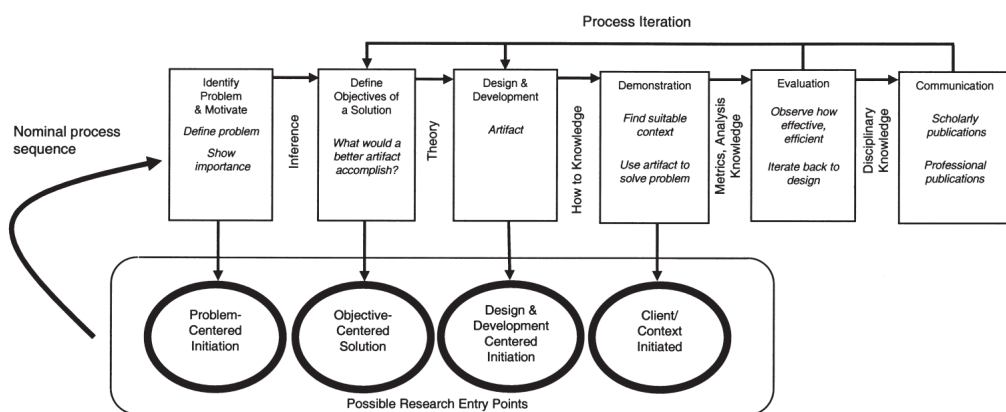 Process Iteration
Nominal process
sequence
Identify
Problem
& Motivate
Define problem
Show
importance
Inference
Define
Objectives of
a Solution
What would a
better artifact
accomplish?
Theory
Design &
Development
Artifact
How to Knowledge
Demonstration
Find suitable
context
Use artifact to
solve problem
Metrics, Analysis
Knowledge
Evaluation
Observe how
effective,
efficient
Iterate back to
design
Disciplinary
Knowledge
Communication
Scholarly
publications
Professional
publications
Problem-
Centered
Initiation
Objective-
Centered
Solution
Design &
Development
Centered
Initiation
Client/
Context
Initiated
Possible Research Entry Points